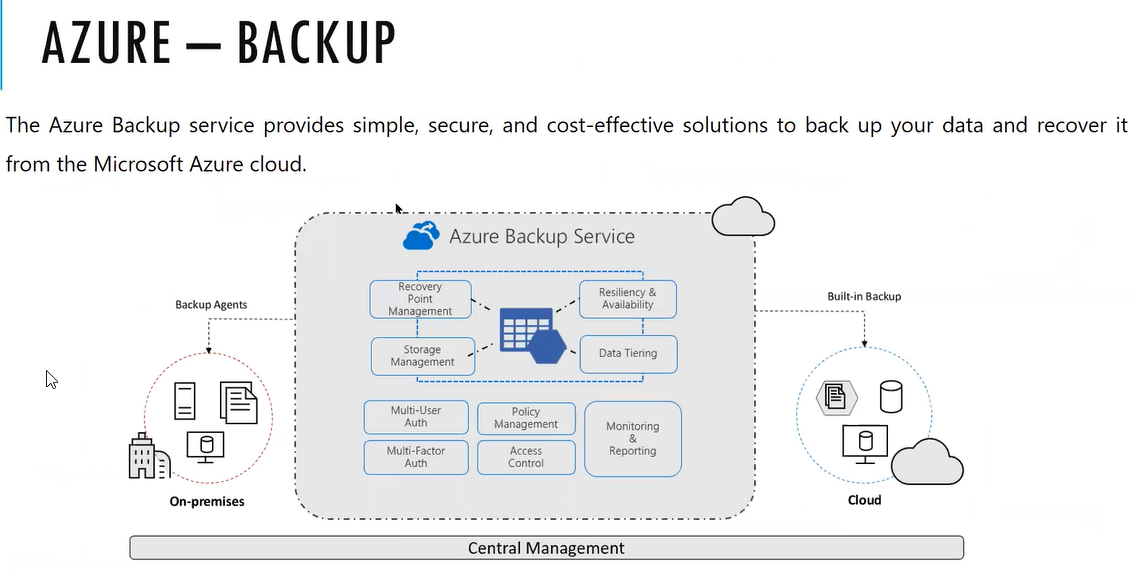 AZURE – BACKUP
The Azure Backup service provides simple, secure, and cost-effective solutions to back up your data and recover it
from the Microsoft Azure cloud.
Azure Backup Service
Backup Agents
Built-in Backup
Recovery
Point
Management
Resiliency &
Availability
Storage
Management
Data Tiering
Multi-User
Auth
Policy
Management
Monitoring
&
Reporting
Multi-Factor
Auth
Access
Control
On-premises
Cloud
Central Management